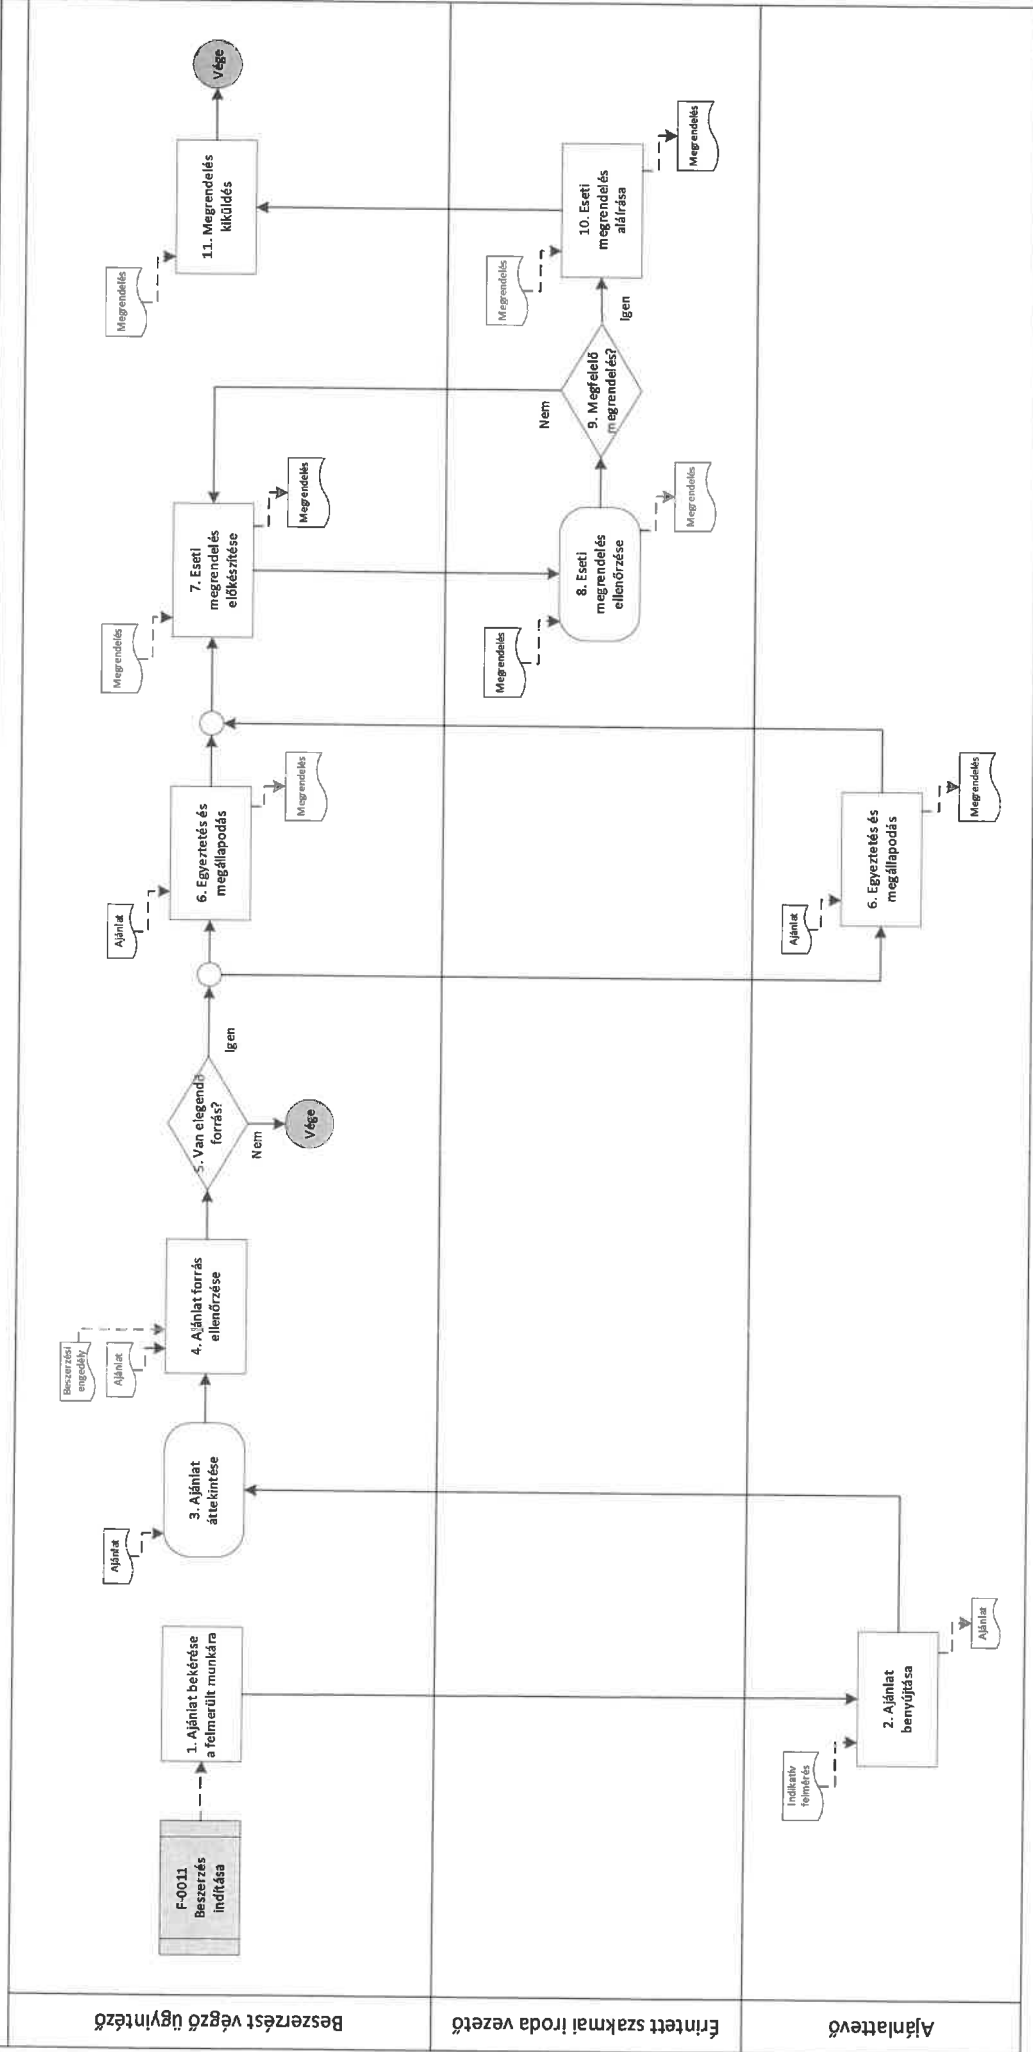 Beszerzést végző ügyintéző
F-0011
Beszerzés
indítása
1. Ajánlat bekérése
a felmerült munkára
Ajánlat
3. Ajánlat
áttekintése
Beszerzési
engedély
Ajánlat
4. Ajánlat forrás
ellenőrzése
5. Van elegendő
forrás?
Nem
Vége
Igen
Ajánlat
6. Egyeztetés és
megállapodás
Megrendelés
Megrendelés
7. Eseti
megrendelés
előkészítése
Megrendelés
Megrendelés
11. Megrendelés
kiküldés
Vége
Érintett szakmai iroda vezető
Megrendelés
8. Eseti
megrendelés
ellenőrzése
Megrendelés
Nem
9. Megfelelő
megrendelés?
Igen
Megrendelés
10. Eseti
megrendelés
aláírása
Megrendelés
Ajánlattevő
Indikatív
felmérés
2. Ajánlat
benyújtása
Ajánlat
Ajánlat
6. Egyeztetés és
megállapodás
Megrendelés